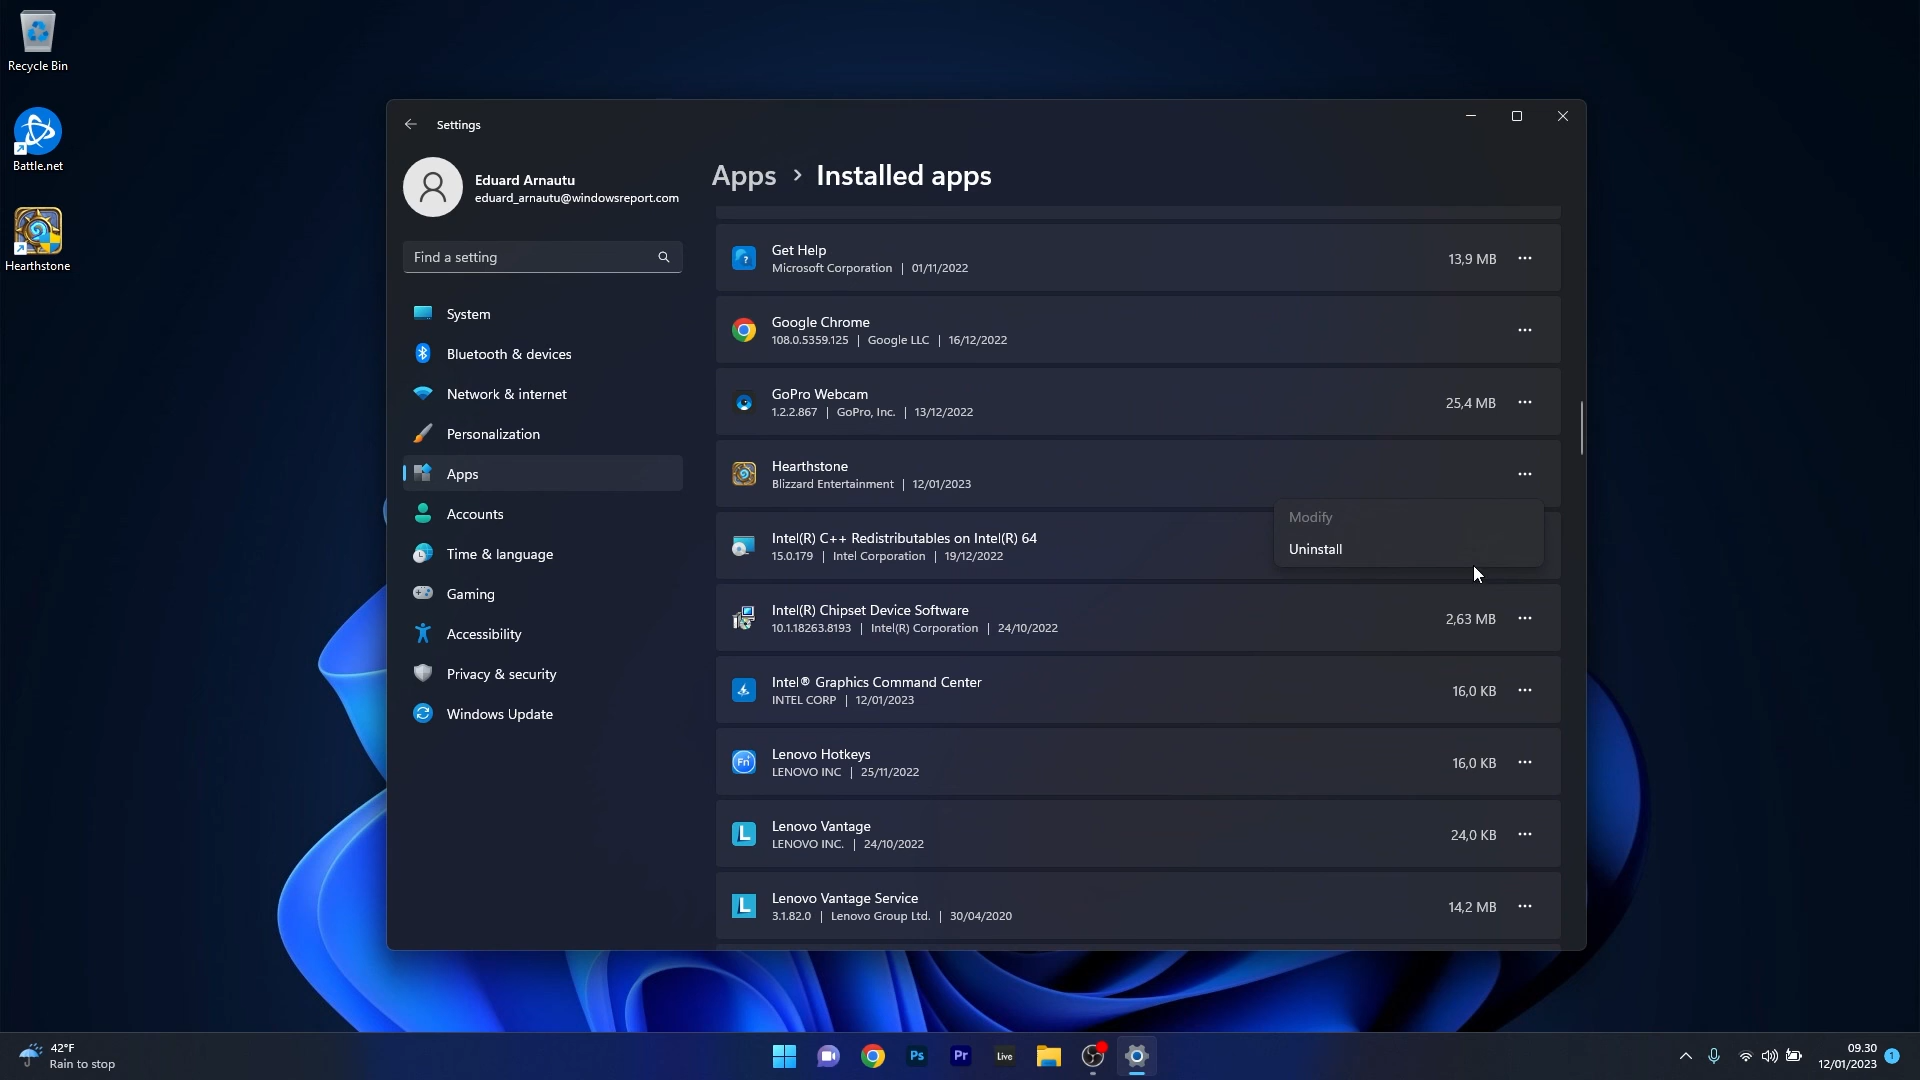 Recycle Bin
Battle.net
Hearthstone
Settings
Eduard Arnautu
eduard_arnautu@windowsreport.com
Find a setting
System
Bluetooth & devices
Network & internet
Personalization
Apps
Accounts
Time & language
Gaming
Accessibility
Privacy & security
Windows Update
Apps > Installed apps
Get Help
Microsoft Corporation | 01/11/2022
13,9 MB
Google Chrome
108.0.5359.125 | Google LLC | 16/12/2022
GoPro Webcam
1.2.2.867 | GoPro, Inc. | 13/12/2022
25,4 MB
Hearthstone
Blizzard Entertainment | 12/01/2023
Modify
Uninstall
Intel(R) C++ Redistributables on Intel(R) 64
15.0.179 | Intel Corporation | 19/12/2022
Intel(R) Chipset Device Software
10.1.18263.8193 | Intel(R) Corporation | 24/10/2022
2,63 MB
Intel® Graphics Command Center
INTEL CORP | 12/01/2023
16,0 KB
Fn
Lenovo Hotkeys
LENOVO INC | 25/11/2022
16,0 KB
L
Lenovo Vantage
LENOVO INC. | 24/10/2022
24,0 KB
L
Lenovo Vantage Service
3.1.82.0 | Lenovo Group Ltd. | 30/04/2020
14,2 MB
42°F
Rain to stop
Ps
Pr
Live
09.30
12/01/2023
1